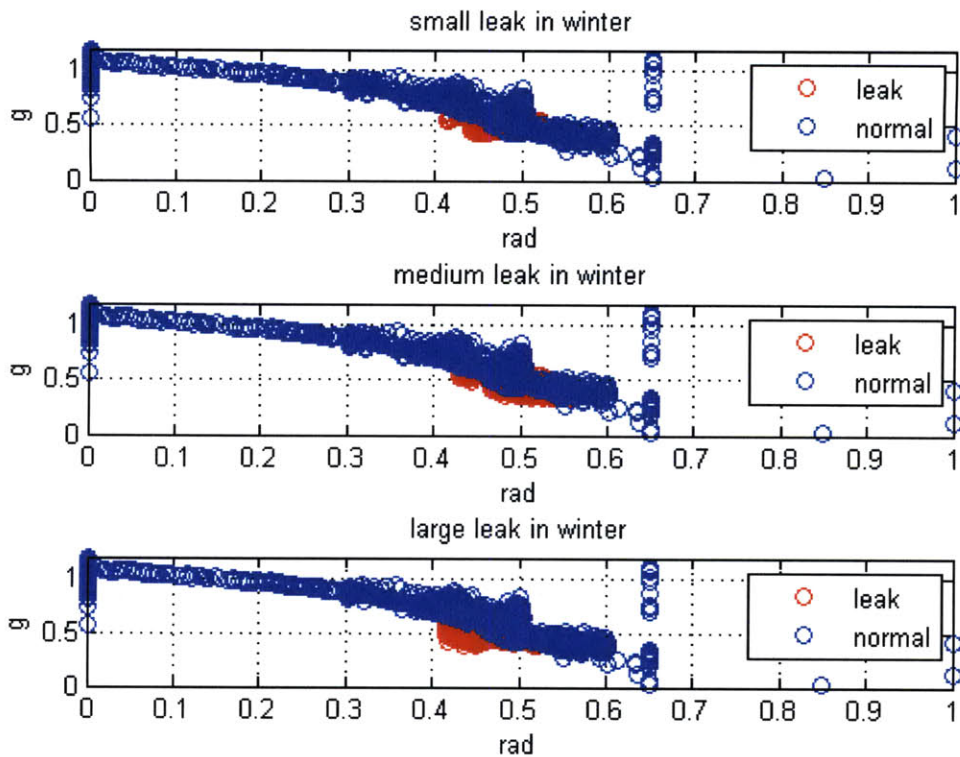 small leak in winter
1
0.5
0
g
leak
normal
0 0.1 0.2 0.3 0.4 0.5 0.6 0.7 0.8 0.9 1
rad
medium leak in winter
1
0.5
0
g
leak
normal
0 0.1 0.2 0.3 0.4 0.5 0.6 0.7 0.8 0.9 1
rad
large leak in winter
1
0.5
0
g
leak
normal
0 0.1 0.2 0.3 0.4 0.5 0.6 0.7 0.8 0.9 1
rad